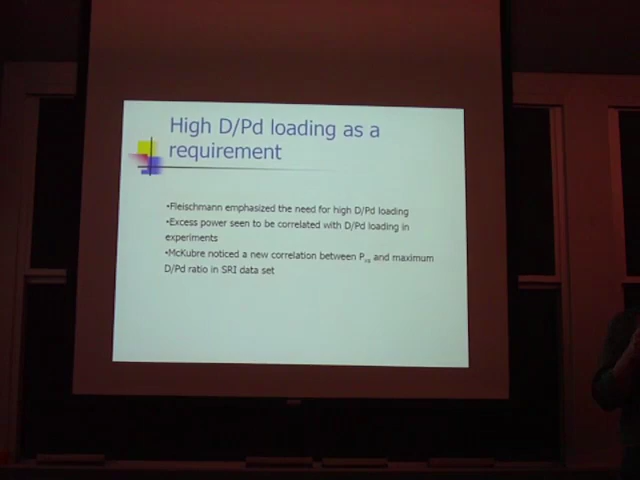 High D/Pd loading as a
requirement
•Fleischmann emphasized the need for high D/Pd loading
•Excess power seen to be correlated with D/Pd loading in
experiments
•McKubre noticed a new correlation between P and maximum
D/Pd ratio in SRI data set